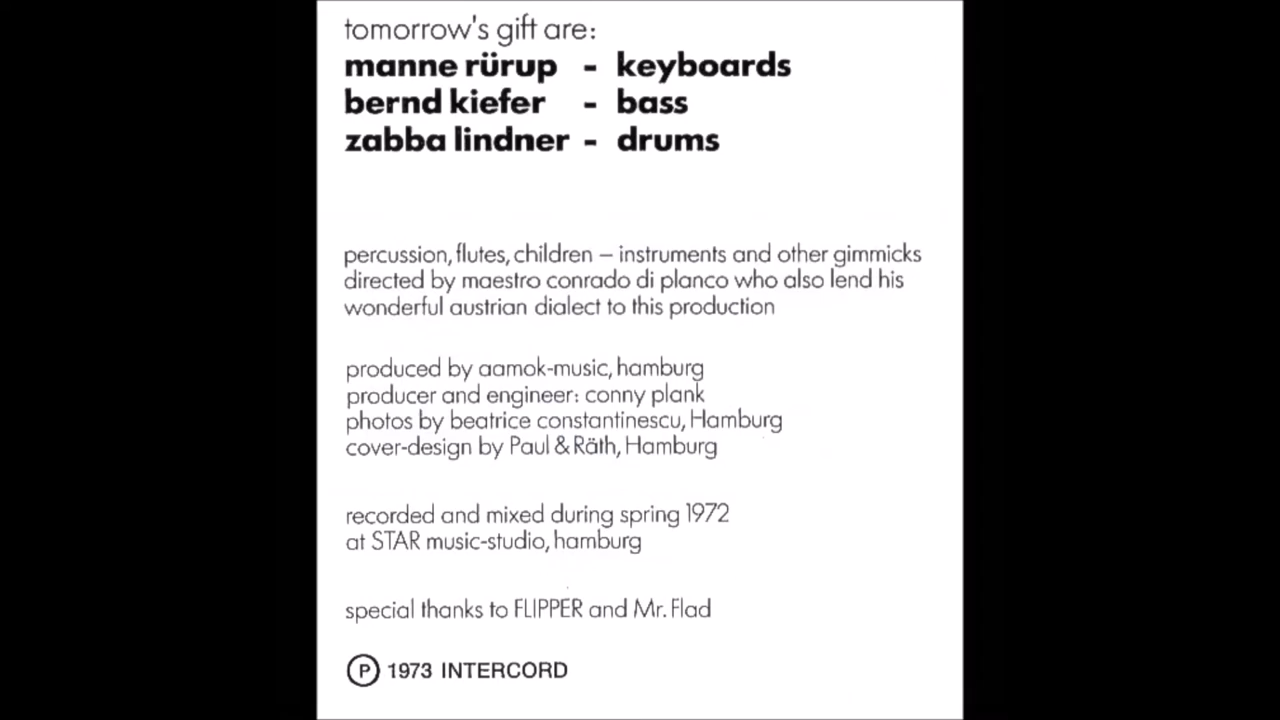 tomorrow's gift are:
manne rürup - keyboards
bernd kiefer - bass
zabba lindner - drums
percussion, flutes, children – instruments and other gimmicks
directed by maestro conrado di planco who also lend his
wonderful austrian dialect to this production
produced by aamok-music, hamburg
producer and engineer: conny plank
photos by beatrice constantinescu, Hamburg
cover-design by Paul & Räth, Hamburg
recorded and mixed during spring 1972
at STAR music-studio, hamburg
special thanks to FLIPPER and Mr. Flad
Ⓟ 1973 INTERCORD